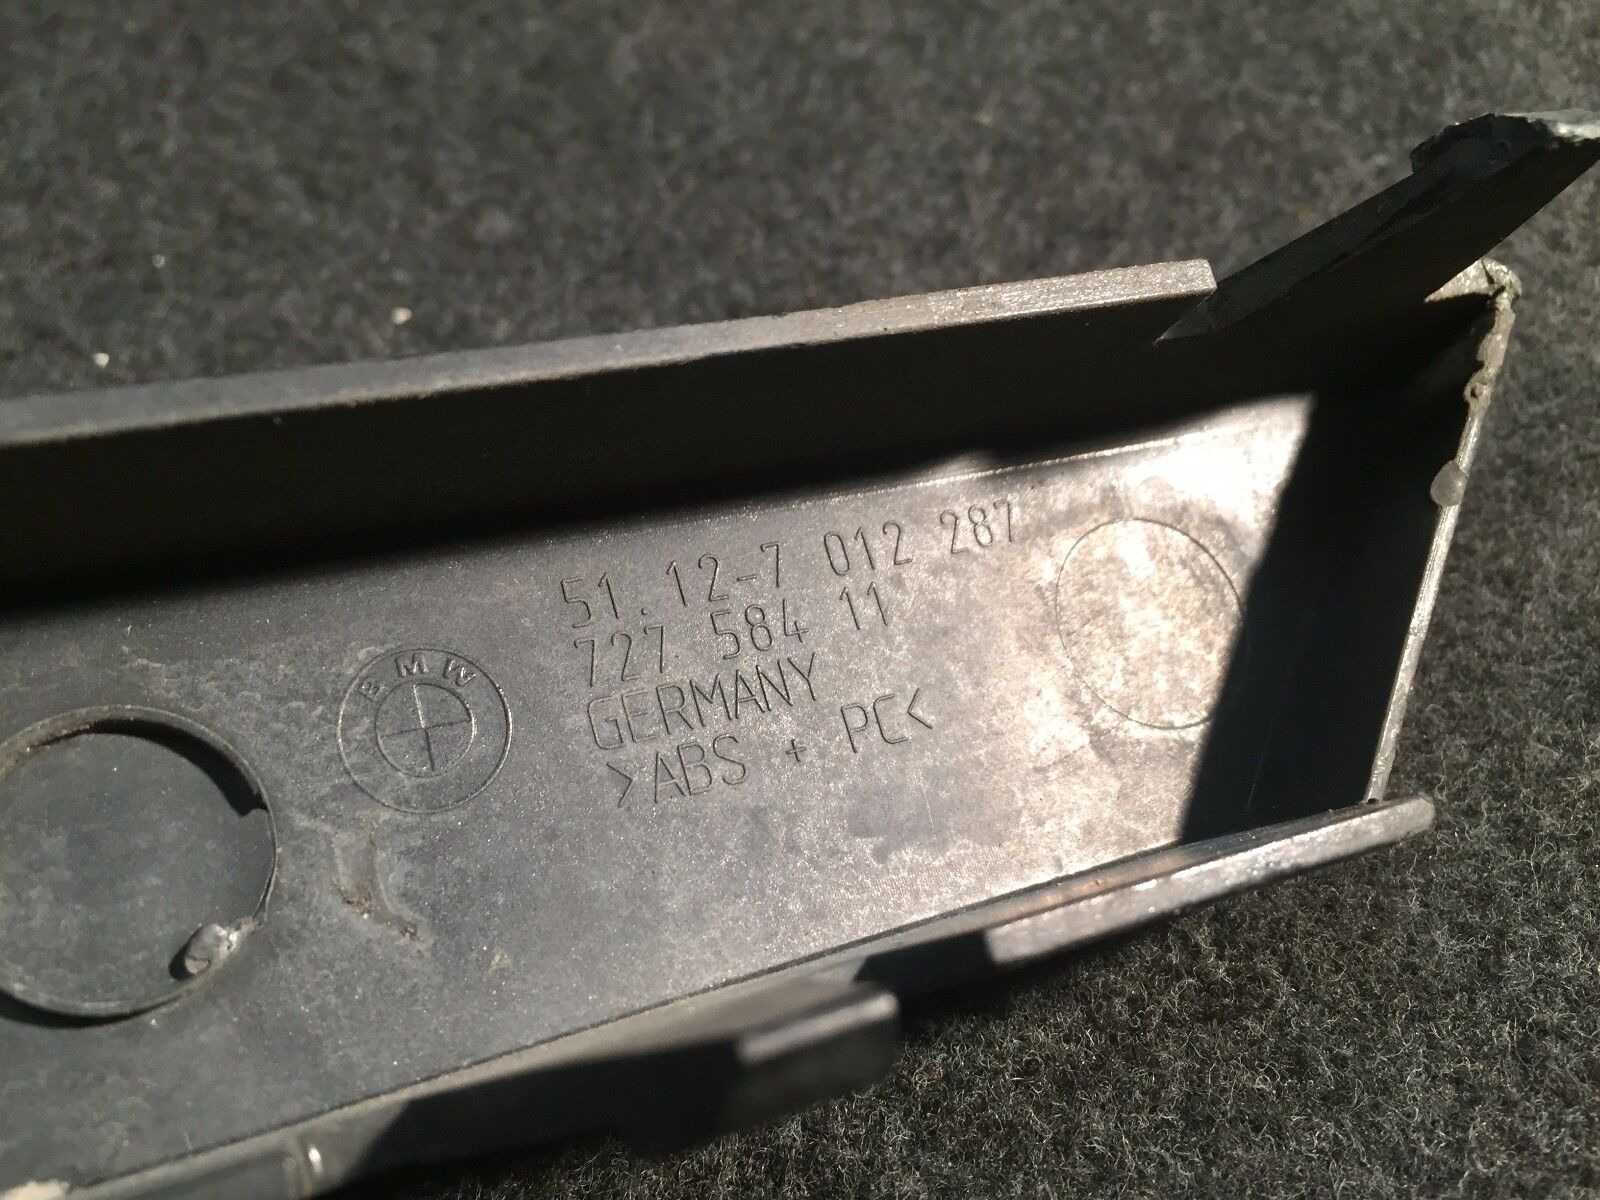 BMW
51.12-7 012 287
727 584 11
GERMANY
>ABS + PC<